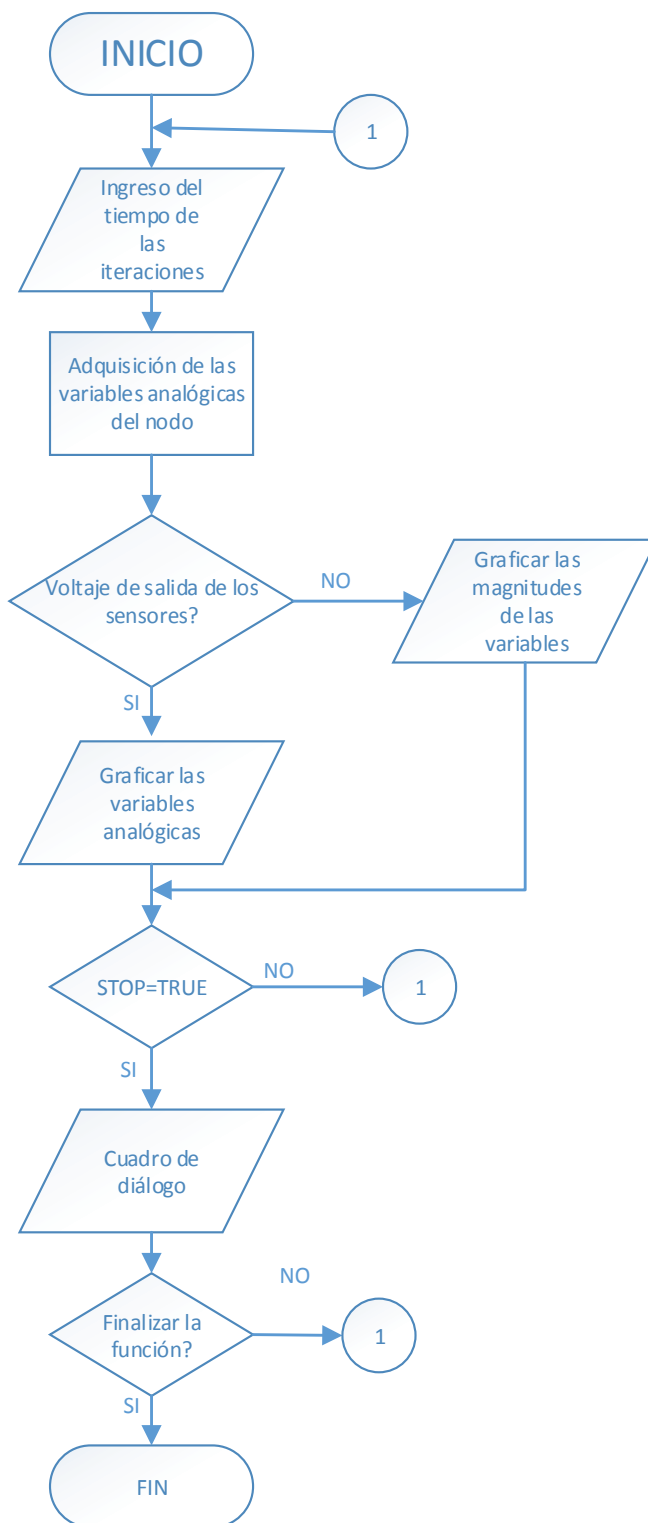 INICIO
1
Ingreso del
tiempo de
las
iteraciones
Adquisición de las
variables analógicas
del nodo
Voltaje de salida de los
sensores?
NO
Graficar las
magnitudes
de las
variables
SI
Graficar las
variables
analógicas
STOP=TRUE
NO
1
SI
Cuadro de
diálogo
NO
Finalizar la
función?
1
SI
FIN